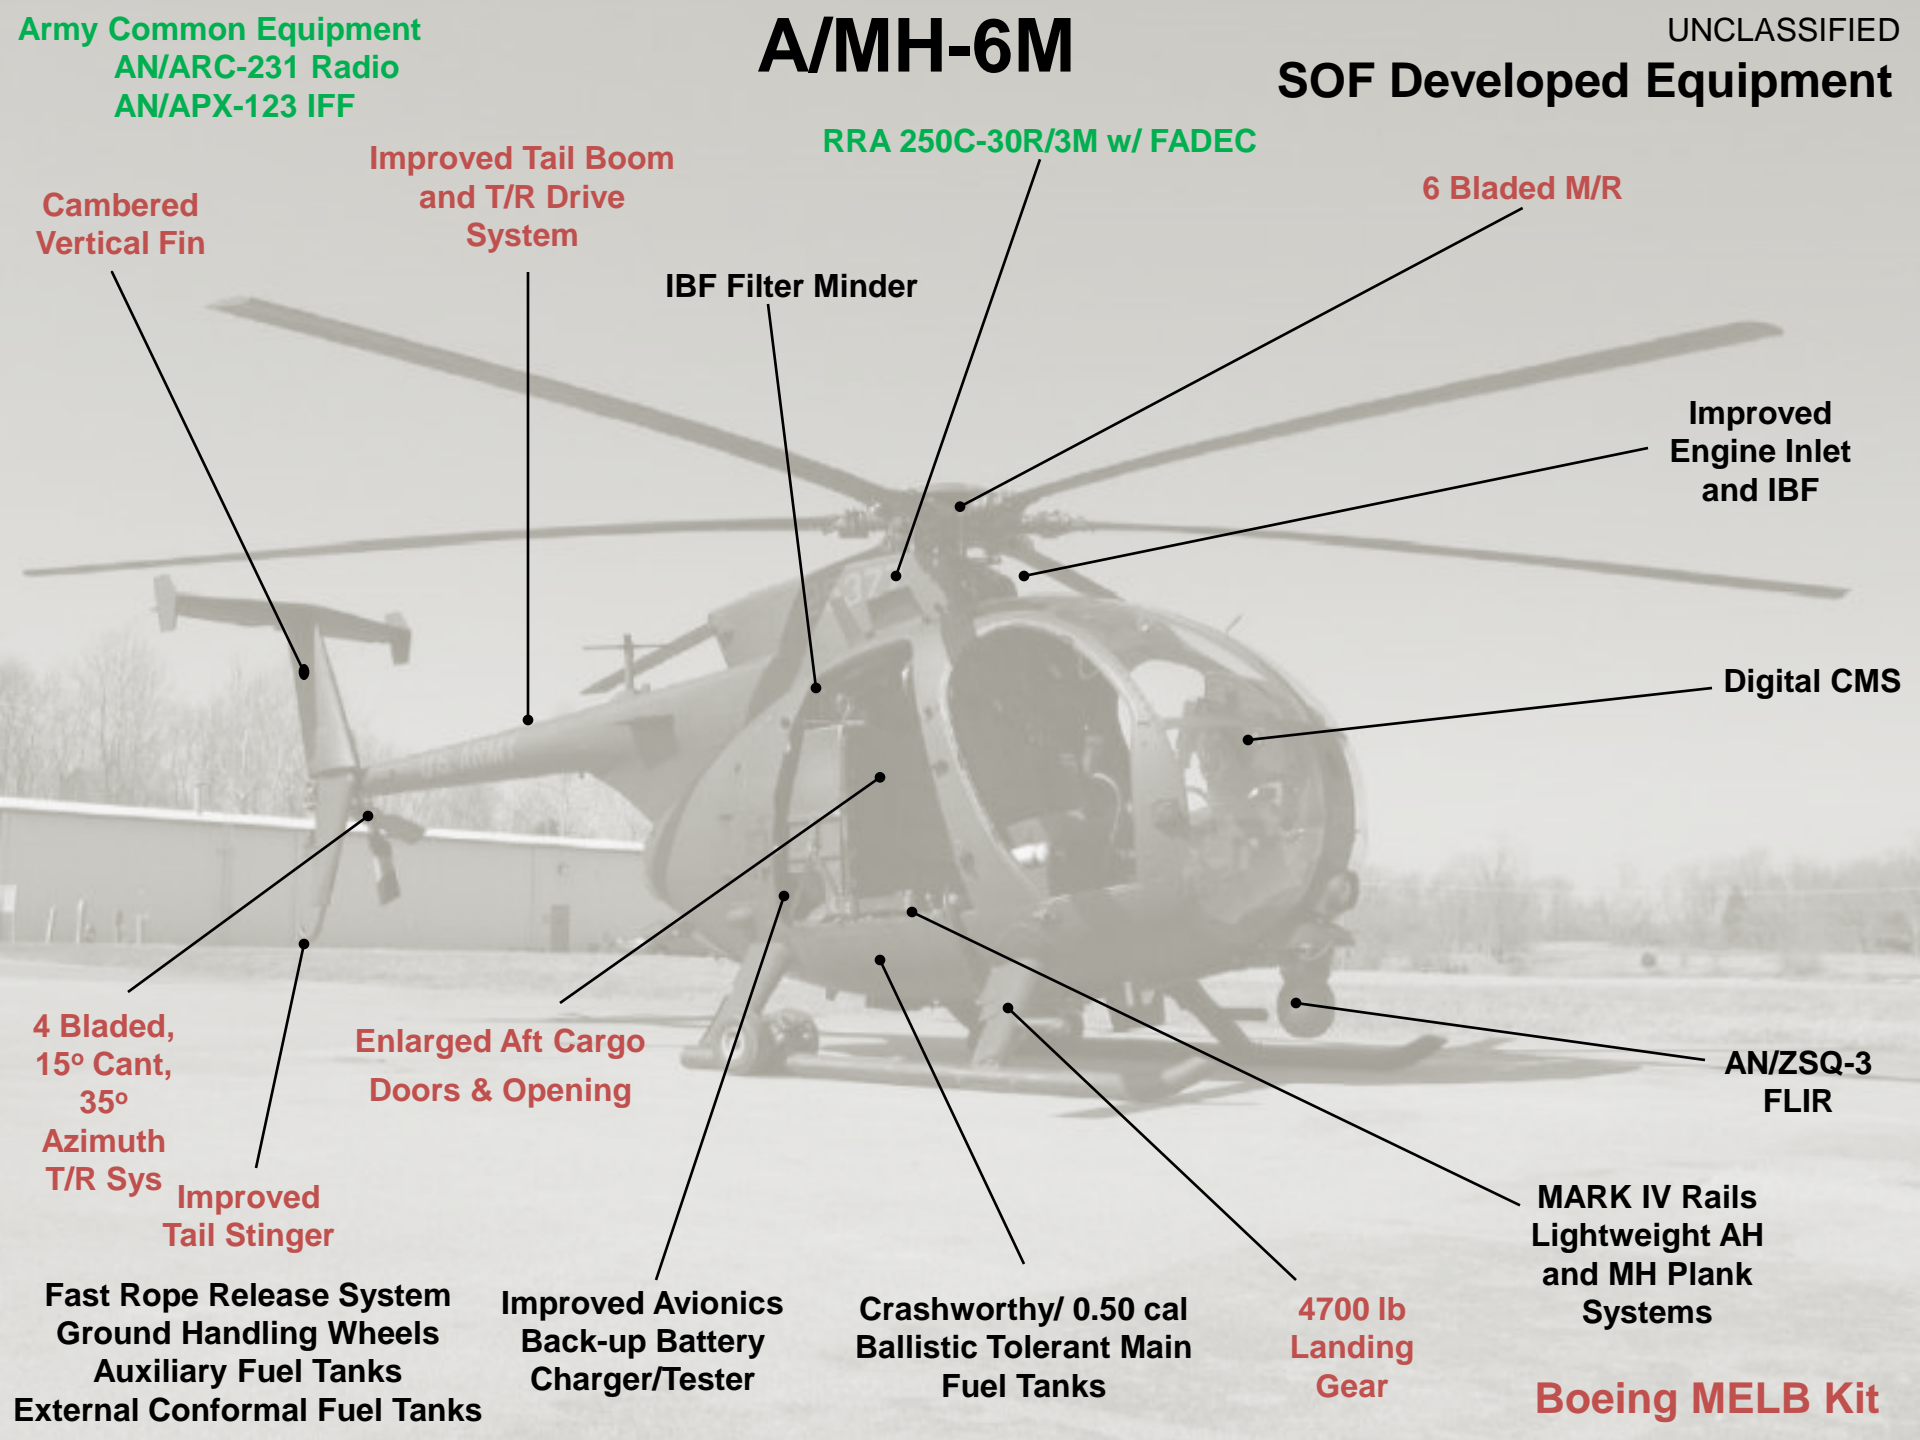 Army Common Equipment
AN/ARC-231 Radio
AN/APX-123 IFF
A/MH-6M
UNCLASSIFIED
SOF Developed Equipment
RRA 250C-30R/3M w/ FADEC
Improved Tail Boom
and T/R Drive
System
6 Bladed M/R
Cambered
Vertical Fin
IBF Filter Minder
Improved
Engine Inlet
and IBF
37
Digital CMS
4 Bladed,
15º Cant,
35º
Azimuth
T/R Sys
Enlarged Aft Cargo
Doors & Opening
AN/ZSQ-3
FLIR
Improved
Tail Stinger
MARK IV Rails
Lightweight AH
and MH Plank
Systems
Fast Rope Release System
Ground Handling Wheels
Auxiliary Fuel Tanks
External Conformal Fuel Tanks
Improved Avionics
Back-up Battery
Charger/Tester
Crashworthy/ 0.50 cal
Ballistic Tolerant Main
Fuel Tanks
4700 lb
Landing
Gear
Boeing MELB Kit